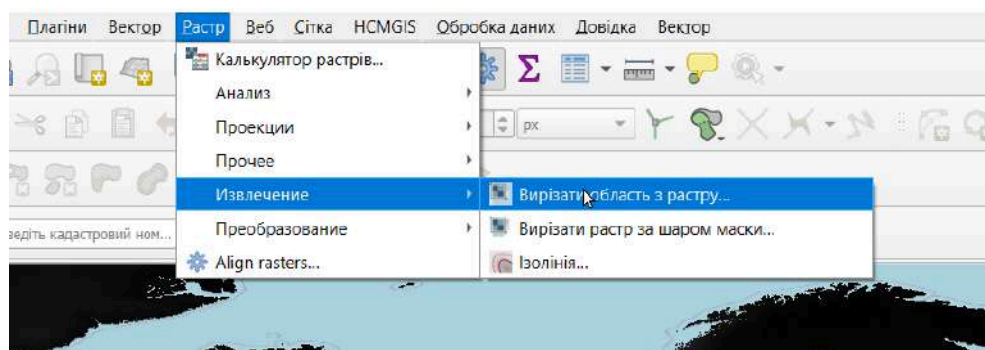 Плагіни Вектор Растр Веб Сітка HCMGIS Обробка даних Довідка Вектор
Калькулятор растрів...
Анализ
Проекции
px
Прочее
Извлечение
Вирізати область з растру...
ведіть кадастровий ном...
Преобразование
Вирізати растр за шаром маски...
Align rasters...
Ізолінія...